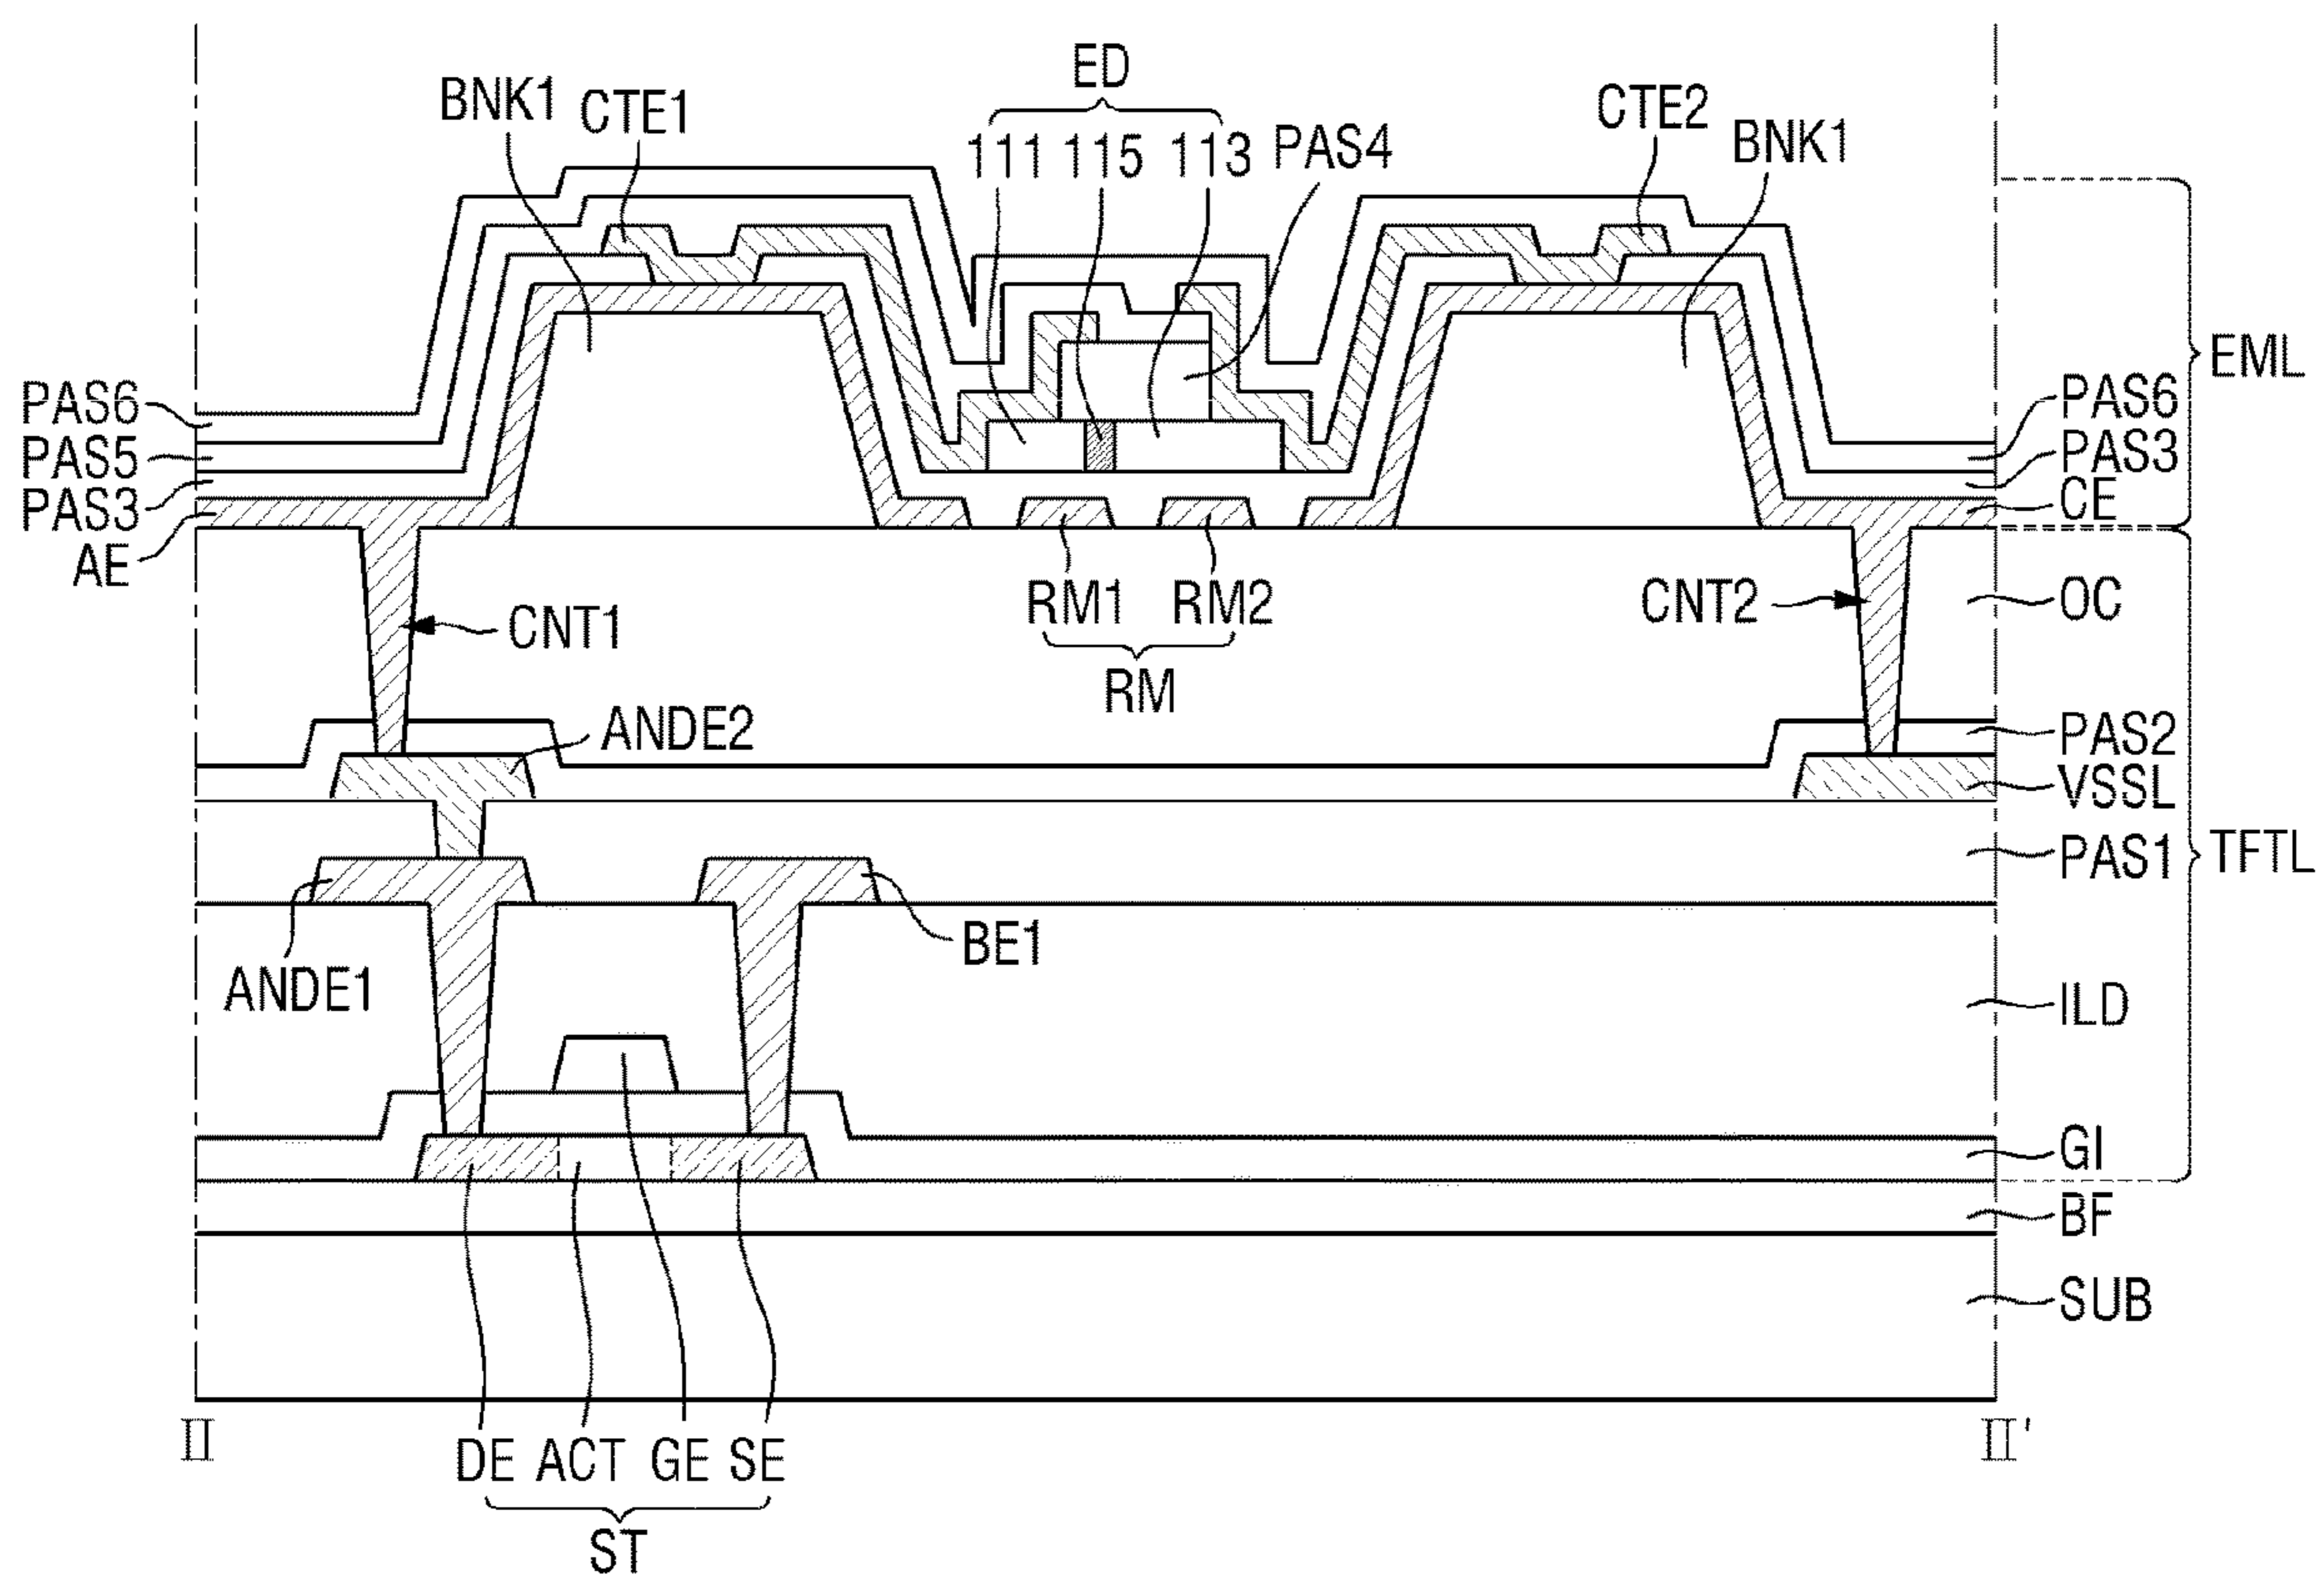 ED
BNK1 CTE1 CTE2
111 115 113 PAS4 BNK1
EML
PAS6 PAS6
PAS5 PAS3
PAS3 CE
AE
CNT1 RM1 RM2 CNT2 OC
RM
ANDE2 PAS2
VSSL
PAS1 TFTL
BE1
ANDE1 ILD
GI
BF
SUB
II II'
DE ACT GE SE
ST